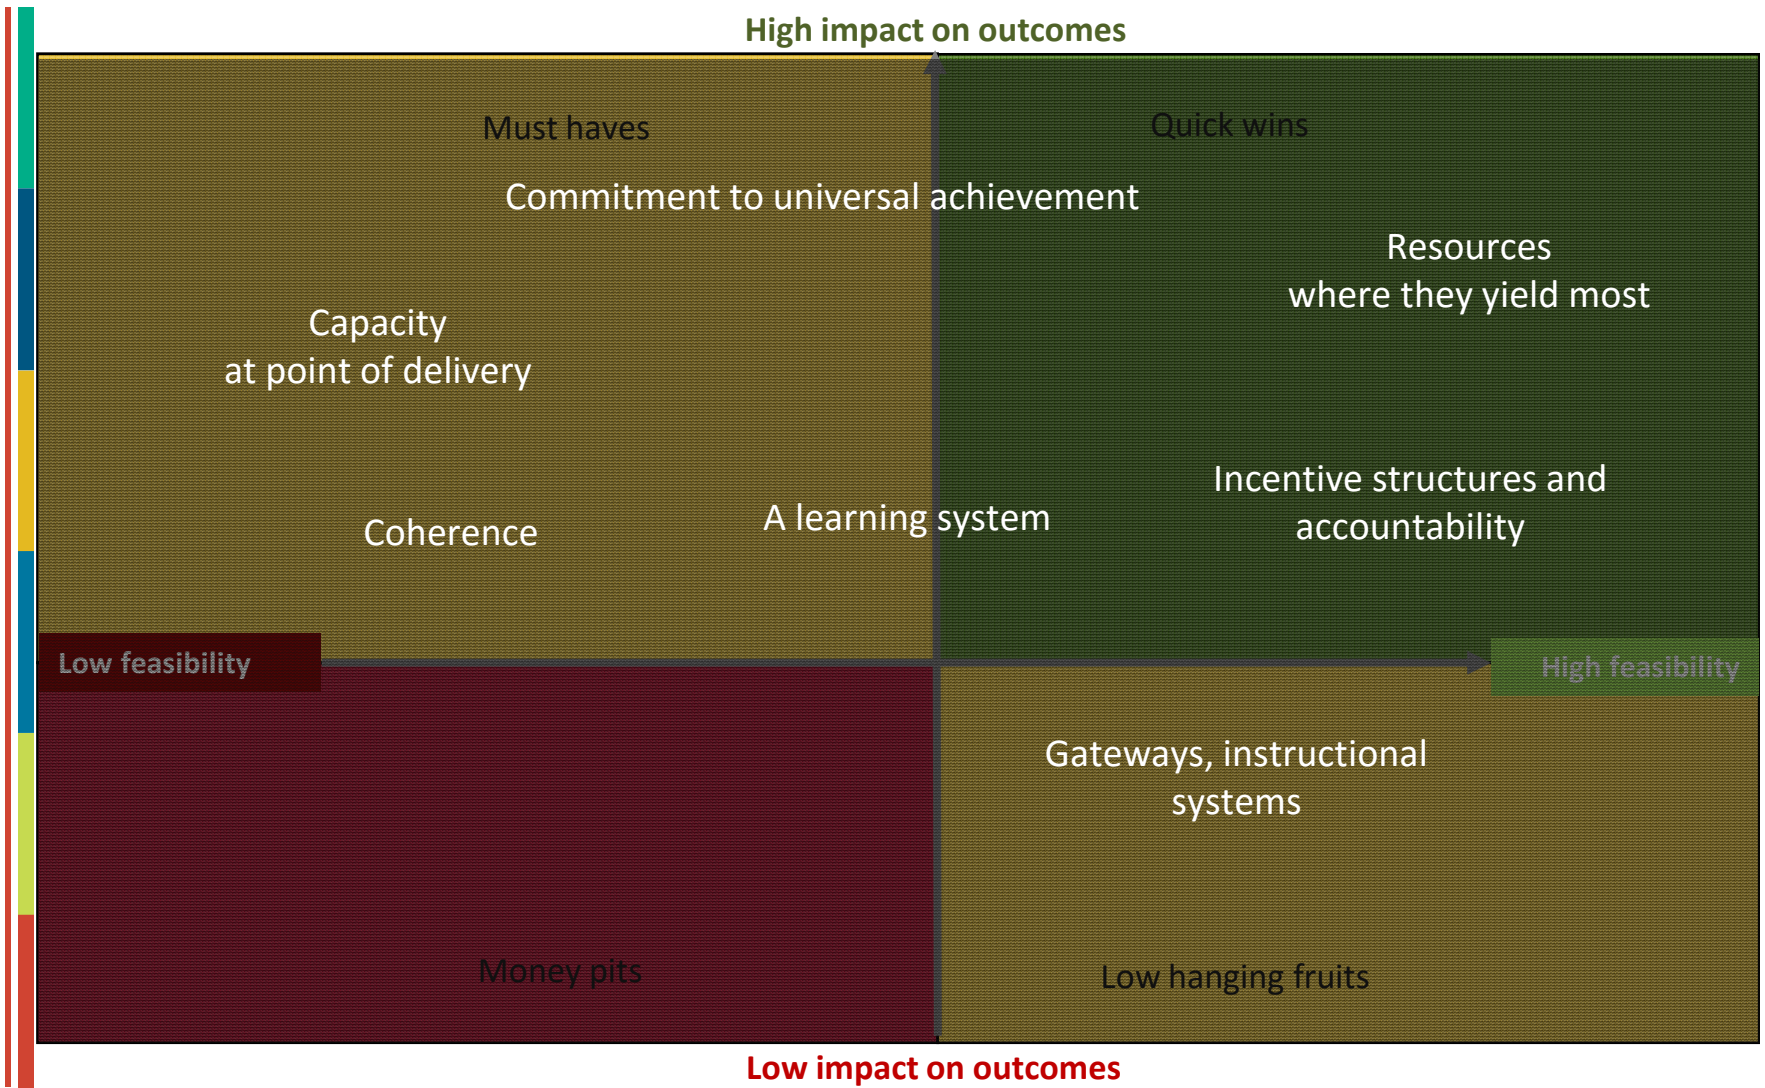 High impact on outcomes
Must haves
Quick wins
Commitment to universal achievement
Resources
where they yield most
Capacity
at point of delivery
Incentive structures and
accountability
A learning system
Coherence
Low feasibility
High feasibility
Gateways, instructional
systems
Money pits
Low hanging fruits
Low impact on outcomes